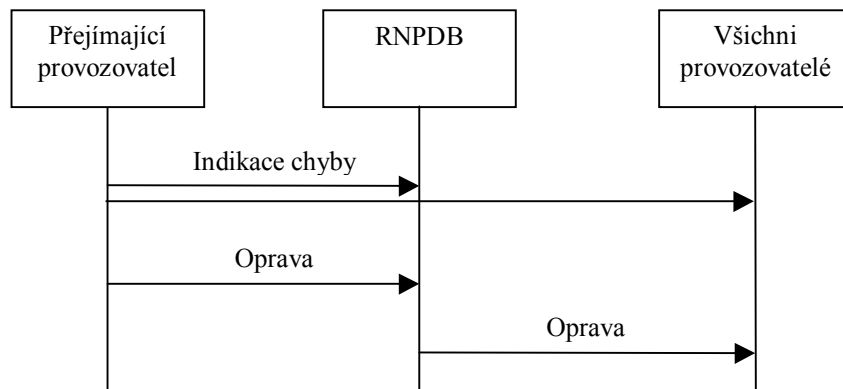 Přejímající
provozovatel
RNPDB
Všichni
provozovatelé
Indikace chyby
Oprava
Oprava